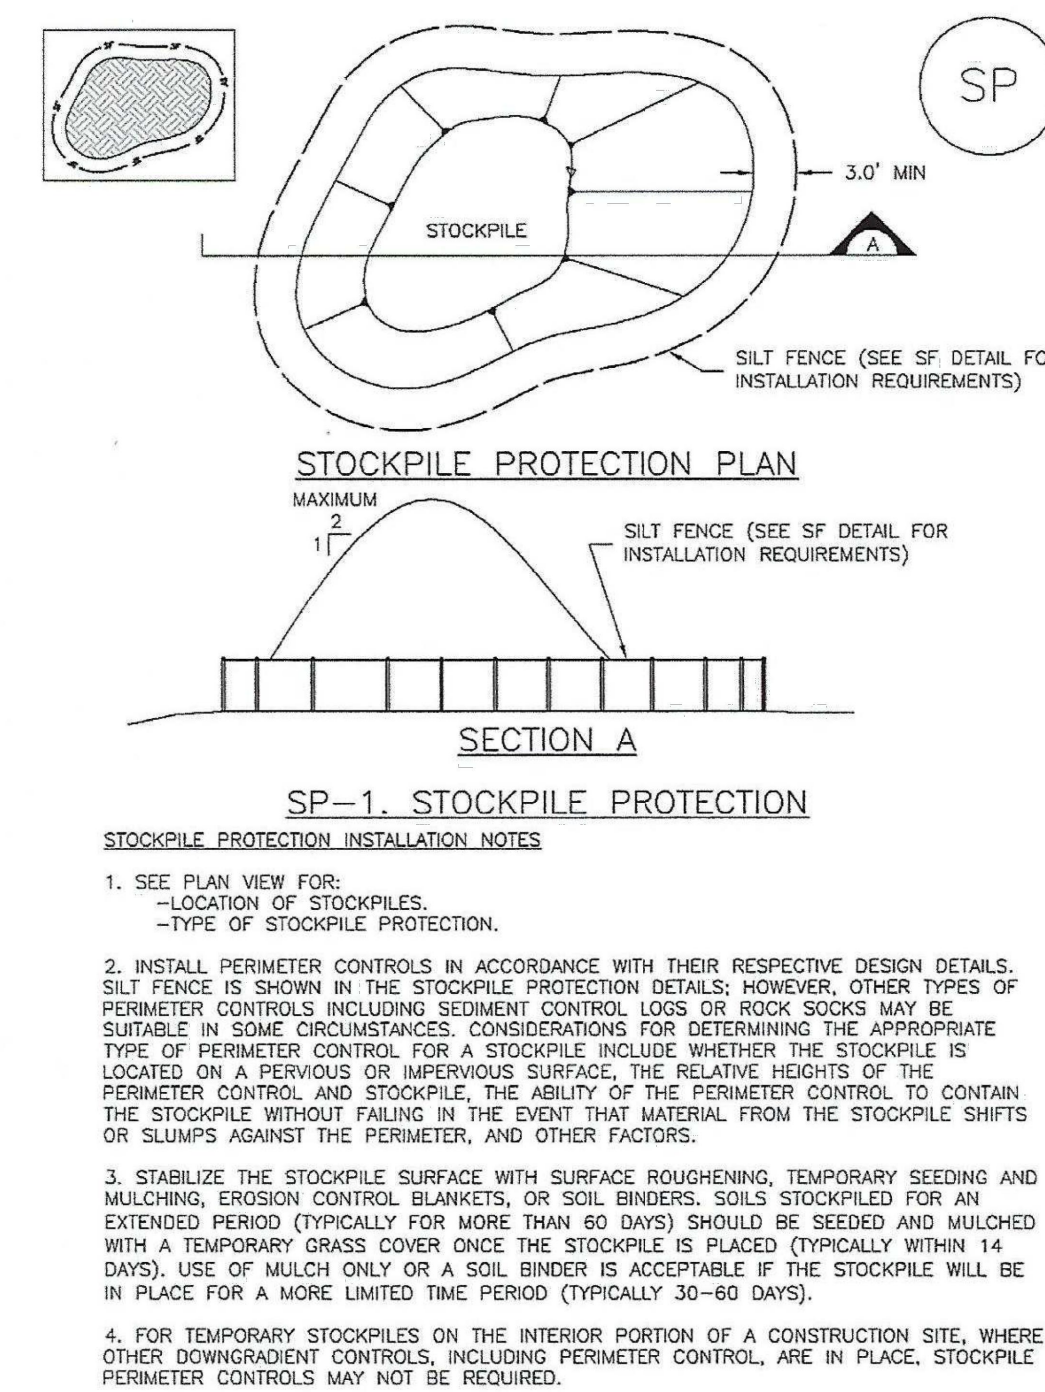 SF SF
SF SF
SF SF
SP
3.0' MIN
STOCKPILE
A
SILT FENCE (SEE SF DETAIL
INSTALLATION REQUIREMENTS)
STOCKPILE PROTECTION PLAN
MAXIMUM
2
1
SILT FENCE (SEE SF DETAIL FOR
INSTALLATION REQUIREMENTS)
SECTION A
SP-1. STOCKPILE PROTECTION
STOCKPILE PROTECTION INSTALLATION NOTES
1. SEE PLAN VIEW FOR:
-LOCATION OF STOCKPILES.
-TYPE OF STOCKPILE PROTECTION.
2. INSTALL PERIMETER CONTROLS IN ACCORDANCE WITH THEIR RESPECTIVE DESIGN DETAILS.
SILT FENCE IS SHOWN IN THE STOCKPILE PROTECTION DETAILS; HOWEVER, OTHER TYPES OF
PERIMETER CONTROLS INCLUDING SEDIMENT CONTROL LOGS OR ROCK SOCKS MAY BE
SUITABLE IN SOME CIRCUMSTANCES. CONSIDERATIONS FOR DETERMINING THE APPROPRIATE
TYPE OF PERIMETER CONTROL FOR A STOCKPILE INCLUDE WHETHER THE STOCKPILE IS
LOCATED ON A PERVIOUS OR IMPERVIOUS SURFACE, THE RELATIVE HEIGHTS OF THE
PERIMETER CONTROL AND STOCKPILE, THE ABILITY OF THE PERIMETER CONTROL TO CONTAIN
THE STOCKPILE WITHOUT FAILING IN THE EVENT THAT MATERIAL FROM THE STOCKPILE SHIFTS
OR SLUMPS AGAINST THE PERIMETER, AND OTHER FACTORS.
3. STABILIZE THE STOCKPILE SURFACE WITH SURFACE ROUGHENING, TEMPORARY SEEDING AND
MULCHING, EROSION CONTROL BLANKETS, OR SOIL BINDERS. SOILS STOCKPILED FOR AN
EXTENDED PERIOD (TYPICALLY FOR MORE THAN 60 DAYS) SHOULD BE SEEDED AND MULCHED
WITH A TEMPORARY GRASS COVER ONCE THE STOCKPILE IS PLACED (TYPICALLY WITHIN 14
DAYS). USE OF MULCH ONLY OR A SOIL BINDER IS ACCEPTABLE IF THE STOCKPILE WILL BE
IN PLACE FOR A MORE LIMITED TIME PERIOD (TYPICALLY 30-60 DAYS).
4. FOR TEMPORARY STOCKPILES ON THE INTERIOR PORTION OF A CONSTRUCTION SITE, WHERE
OTHER DOWNGRADIENT CONTROLS, INCLUDING PERIMETER CONTROL, ARE IN PLACE, STOCKPILE
PERIMETER CONTROLS MAY NOT BE REQUIRED.